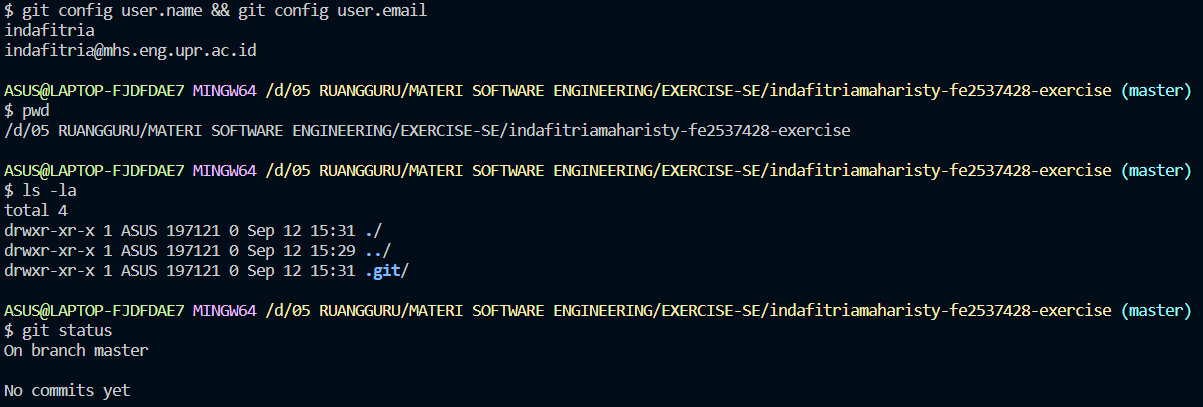 $ git config user.name && git config user.email
indafitria
indafitria@mhs.eng.upr.ac.id
ASUS@LAPTOP-FJDFDAE7 MINGW64 /d/05 RUANGGURU/MATERI SOFTWARE ENGINEERING/EXERCISE-SE/indafitriamaharisty-fe2537428-exercise (master)
$ pwd
/d/05 RUANGGURU/MATERI SOFTWARE ENGINEERING/EXERCISE-SE/indafitriamaharisty-fe2537428-exercise
ASUS@LAPTOP-FJDFDAE7 MINGW64 /d/05 RUANGGURU/MATERI SOFTWARE ENGINEERING/EXERCISE-SE/indafitriamaharisty-fe2537428-exercise (master)
$ ls -la
total 4
drwxr-xr-x 1 ASUS 197121 0 Sep 12 15:31 ./
drwxr-xr-x 1 ASUS 197121 0 Sep 12 15:29 ../
drwxr-xr-x 1 ASUS 197121 0 Sep 12 15:31 .git/
ASUS@LAPTOP-FJDFDAE7 MINGW64 /d/05 RUANGGURU/MATERI SOFTWARE ENGINEERING/EXERCISE-SE/indafitriamaharisty-fe2537428-exercise (master)
$ git status
On branch master
No commits yet